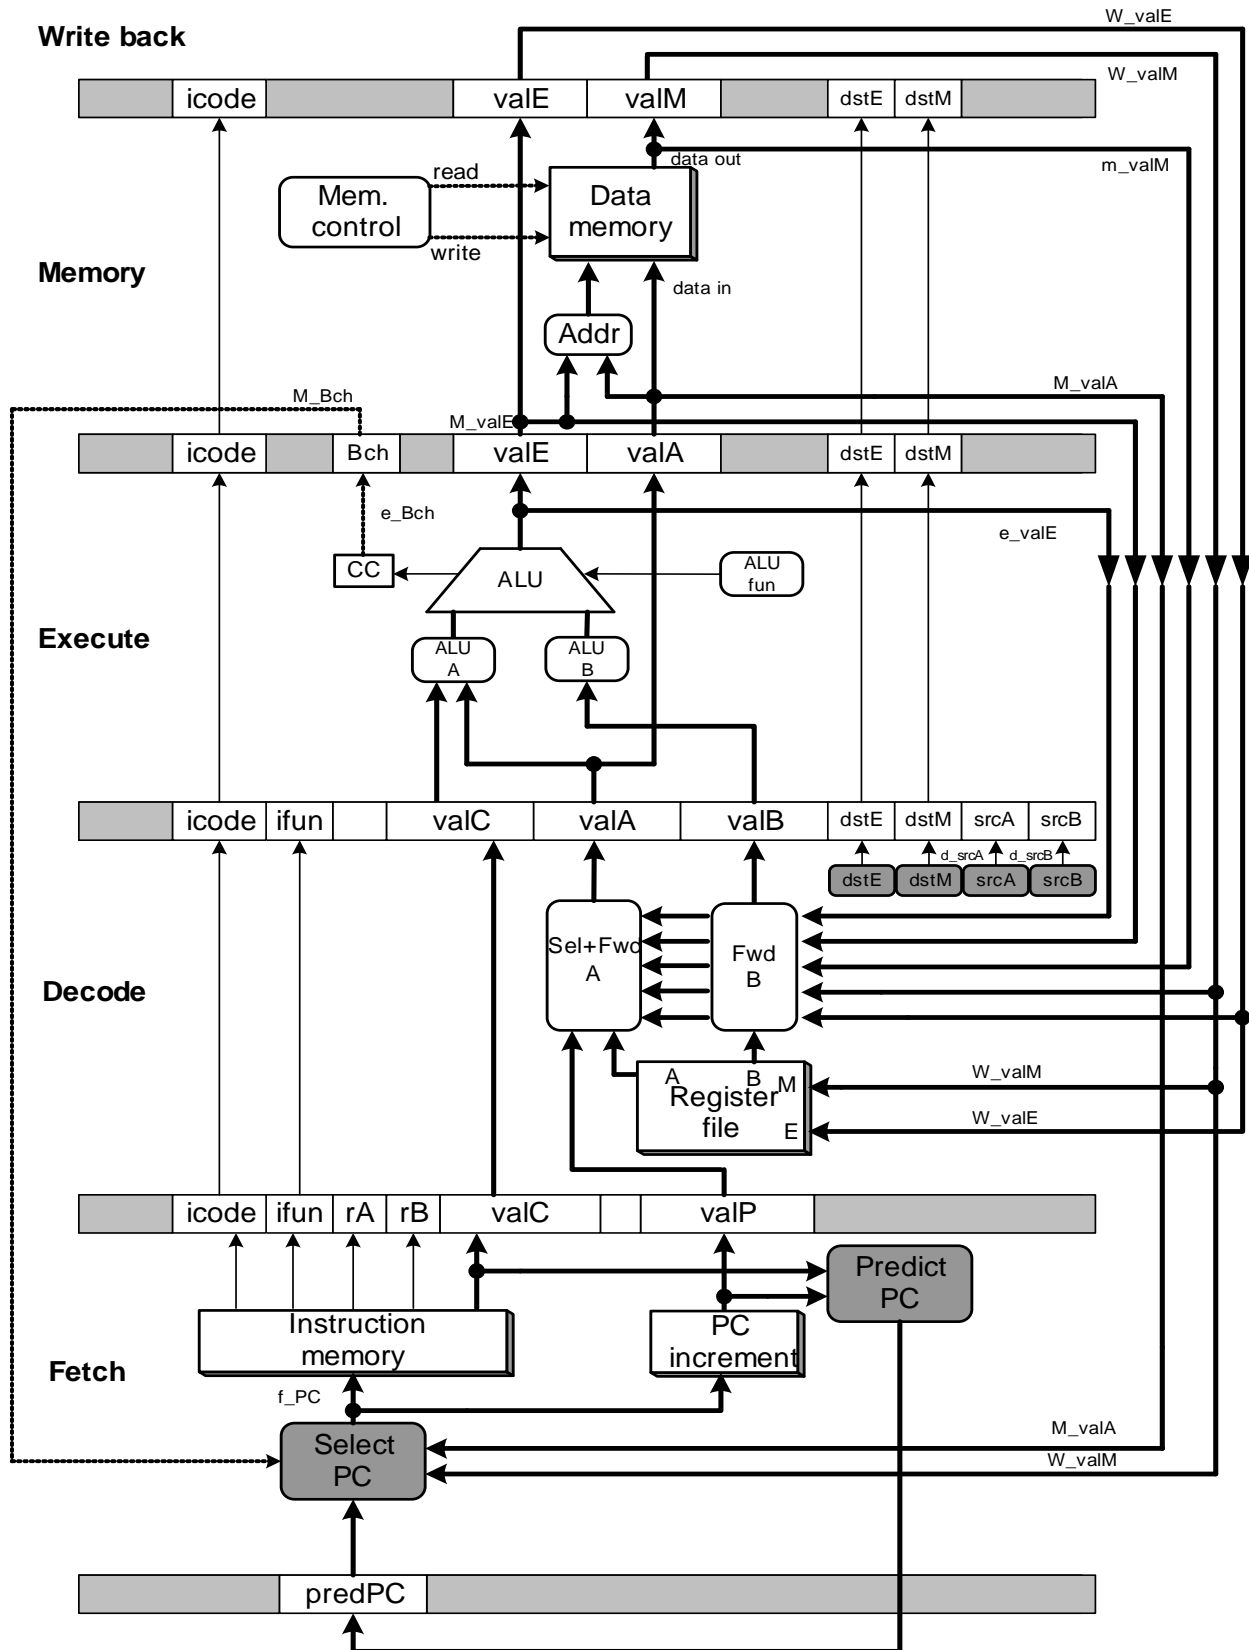 W_valE
Write back
W_valM
icode
valE
valM
dstE
dstM
data out
m_valM
read
Mem.
control
Data
memory
write
Memory
data in
Addr
M_valA
M_Bch
M_valE
icode
Bch
valE
valA
dstE
dstM
e_Bch
e_valE
CC
ALU
ALU
fun
Execute
ALU
A
ALU
B
icode
ifun
valC
valA
valB
dstE
dstM
srcA
srcB
d_srcA
d_srcB
dstE
dstM
srcA
srcB
Sel+Fwd
A
Fwd
B
Decode
A
B
M
Register
file
E
W_valM
W_valE
icode
ifun
rA
rB
valC
valP
Predict
PC
Instruction
memory
PC
increment
Fetch
f_PC
Select
PC
M_valA
W_valM
predPC